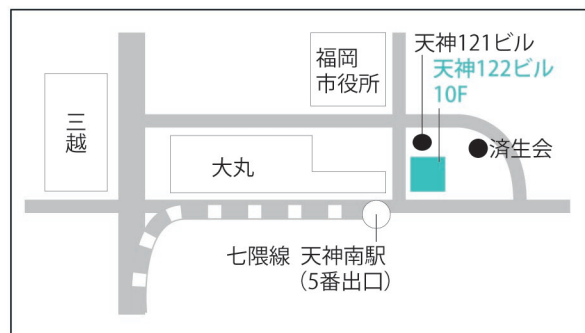 天神121ビル
福岡
市役所
天神122ビル
10F
三越
大丸
済生会
七隈線 天神南駅
（5番出口）